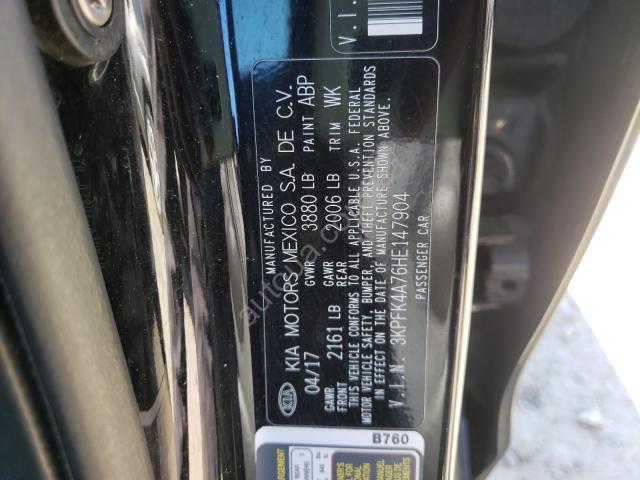 MANUFACTURED BY
KIA MOTORS MEXICO S.A. DE C.V.
04/17 GVWR 3880 LB PAINT ABP
GAWR FRONT 2161 LB GAWR REAR 2006 LB TRIM WK
THIS VEHICLE CONFORMS TO ALL APPLICABLE U.S.A. FEDERAL
MOTOR VEHICLE SAFETY, BUMPER, AND THEFT PREVENTION STANDARDS
IN EFFECT ON THE DATE OF MANUFACTURE SHOWN ABOVE.
V.I.N 3KPFK4A76HE147904
PASSENGER CAR
KIA
V.I.
B760